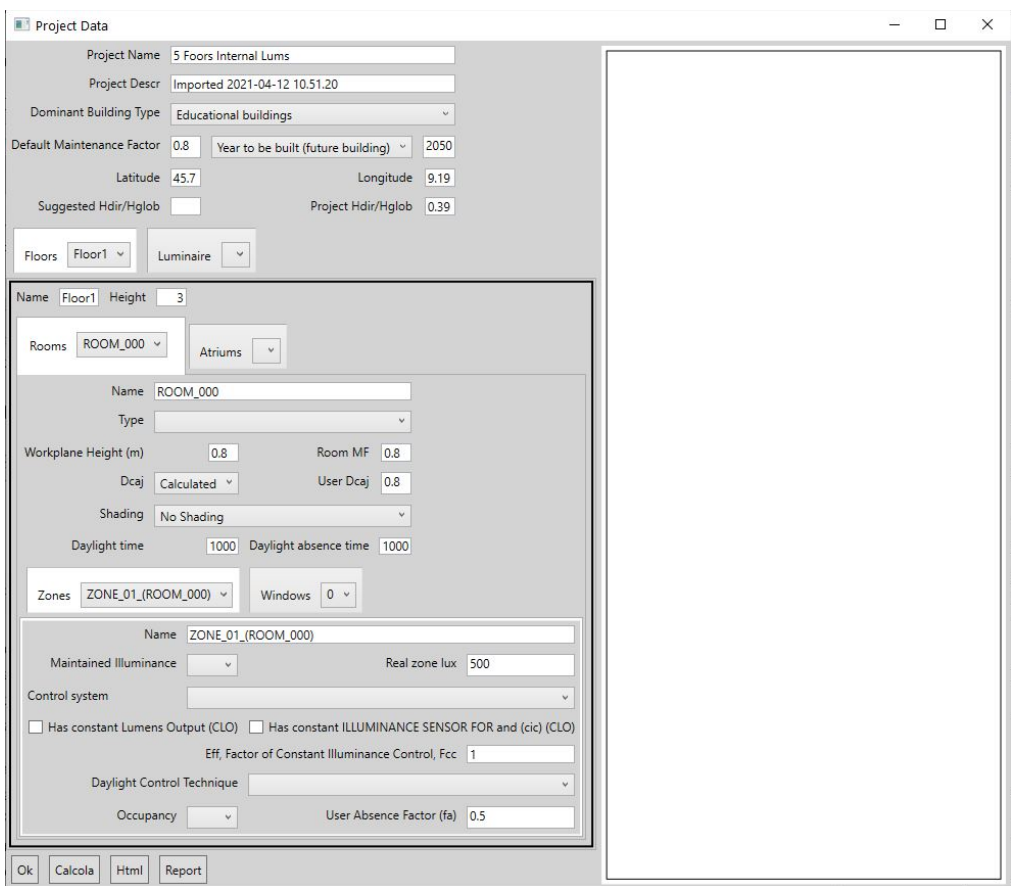 Project Data
Project Name 5 Foors Internal Lums
Project Descr Imported 2021-04-12 10.51.20
Dominant Building Type Educational buildings
Default Maintenance Factor 0.8 Year to be built (future building) 2050
Latitude 45.7 Longitude 9.19
Suggested Hdir/Hglob Project Hdir/Hglob 0.39
Floors Floor1 Luminaire
Name Floor1 Height 3
Rooms ROOM_000 Atriums
Name ROOM_000
Type
Workplane Height (m) 0.8 Room MF 0.8
Dcaj Calculated User Dcaj 0.8
Shading No Shading
Daylight time 1000 Daylight absence time 1000
Zones ZONE_01_(ROOM_000) Windows 0
Name ZONE_01_(ROOM_000)
Maintained Illuminance Real zone lux 500
Control system
Has constant Lumens Output (CLO) Has constant ILLUMINANCE SENSOR FOR and (cic) (CLO)
Eff, Factor of Constant Illuminance Control, Fcc 1
Daylight Control Technique
Occupancy User Absence Factor (fa) 0.5
Ok Calcola Html Report